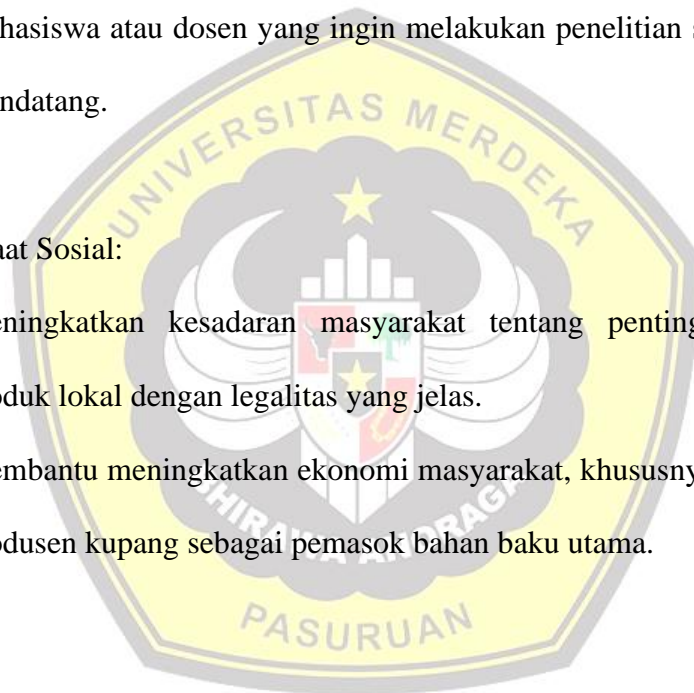 hasiswa atau dosen yang ingin melakukan penelitian
ndatang.
UNIVERSITAS MERDEKA
aat Sosial:
eningkatkan kesadaran masyarakat tentang penting
oduk lokal dengan legalitas yang jelas.
embantu meningkatkan ekonomi masyarakat, khususny
odusen kupang sebagai pemasok bahan baku utama.
PASURUAN